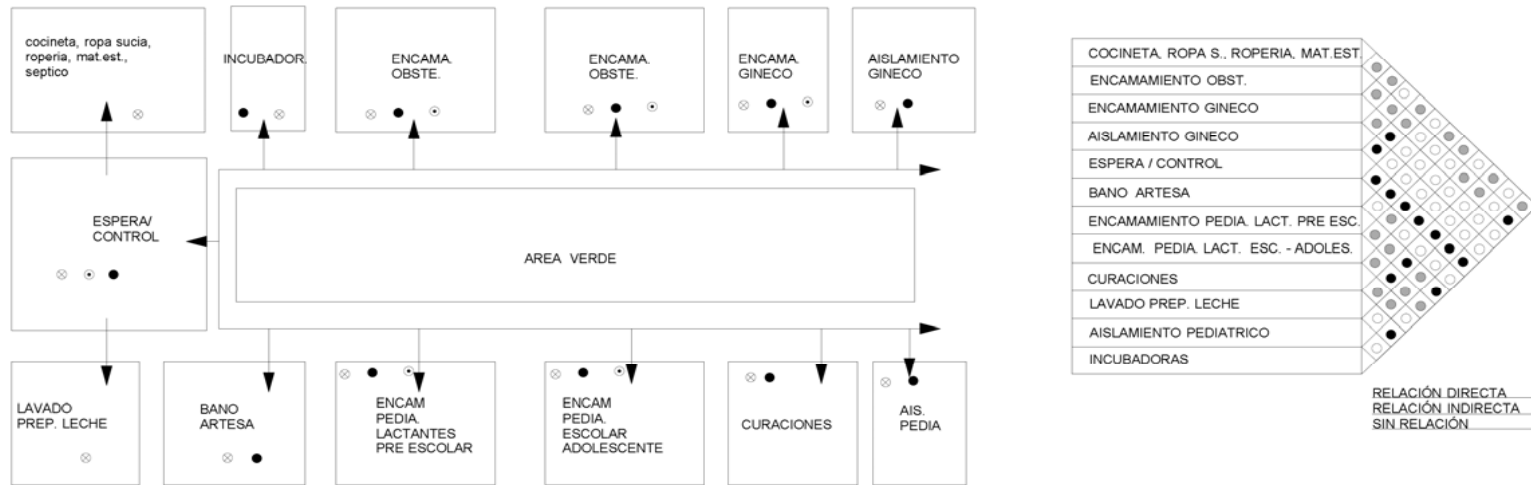 cocineta, ropa sucia,
roperia, mat.est.,
septico
INCUBADOR.
ENCAMA.
OBSTE.
ENCAMA.
OBSTE.
ENCAMA.
GINECO
AISLAMIENTO
GINECO
ESPERA/
CONTROL
AREA VERDE
LAVADO
PREP. LECHE
BANO
ARTESA
ENCAM
PEDIA.
LACTANTES
PRE ESCOLAR
ENCAM
PEDIA.
ESCOLAR
ADOLESCENTE
CURACIONES
AIS.
PEDIA
COCINETA, ROPA S., ROPERIA, MAT.EST.
ENCAMAMIENTO OBST.
ENCAMAMIENTO GINECO
AISLAMIENTO GINECO
ESPERA / CONTROL
BANO ARTESA
ENCAMAMIENTO PEDIA. LACT. PRE ESC.
ENCAM. PEDIA. LACT. ESC. - ADOLES.
CURACIONES
LAVADO PREP. LECHE
AISLAMIENTO PEDIATRICO
INCUBADORAS
RELACIÓN DIRECTA
RELACIÓN INDIRECTA
SIN RELACIÓN